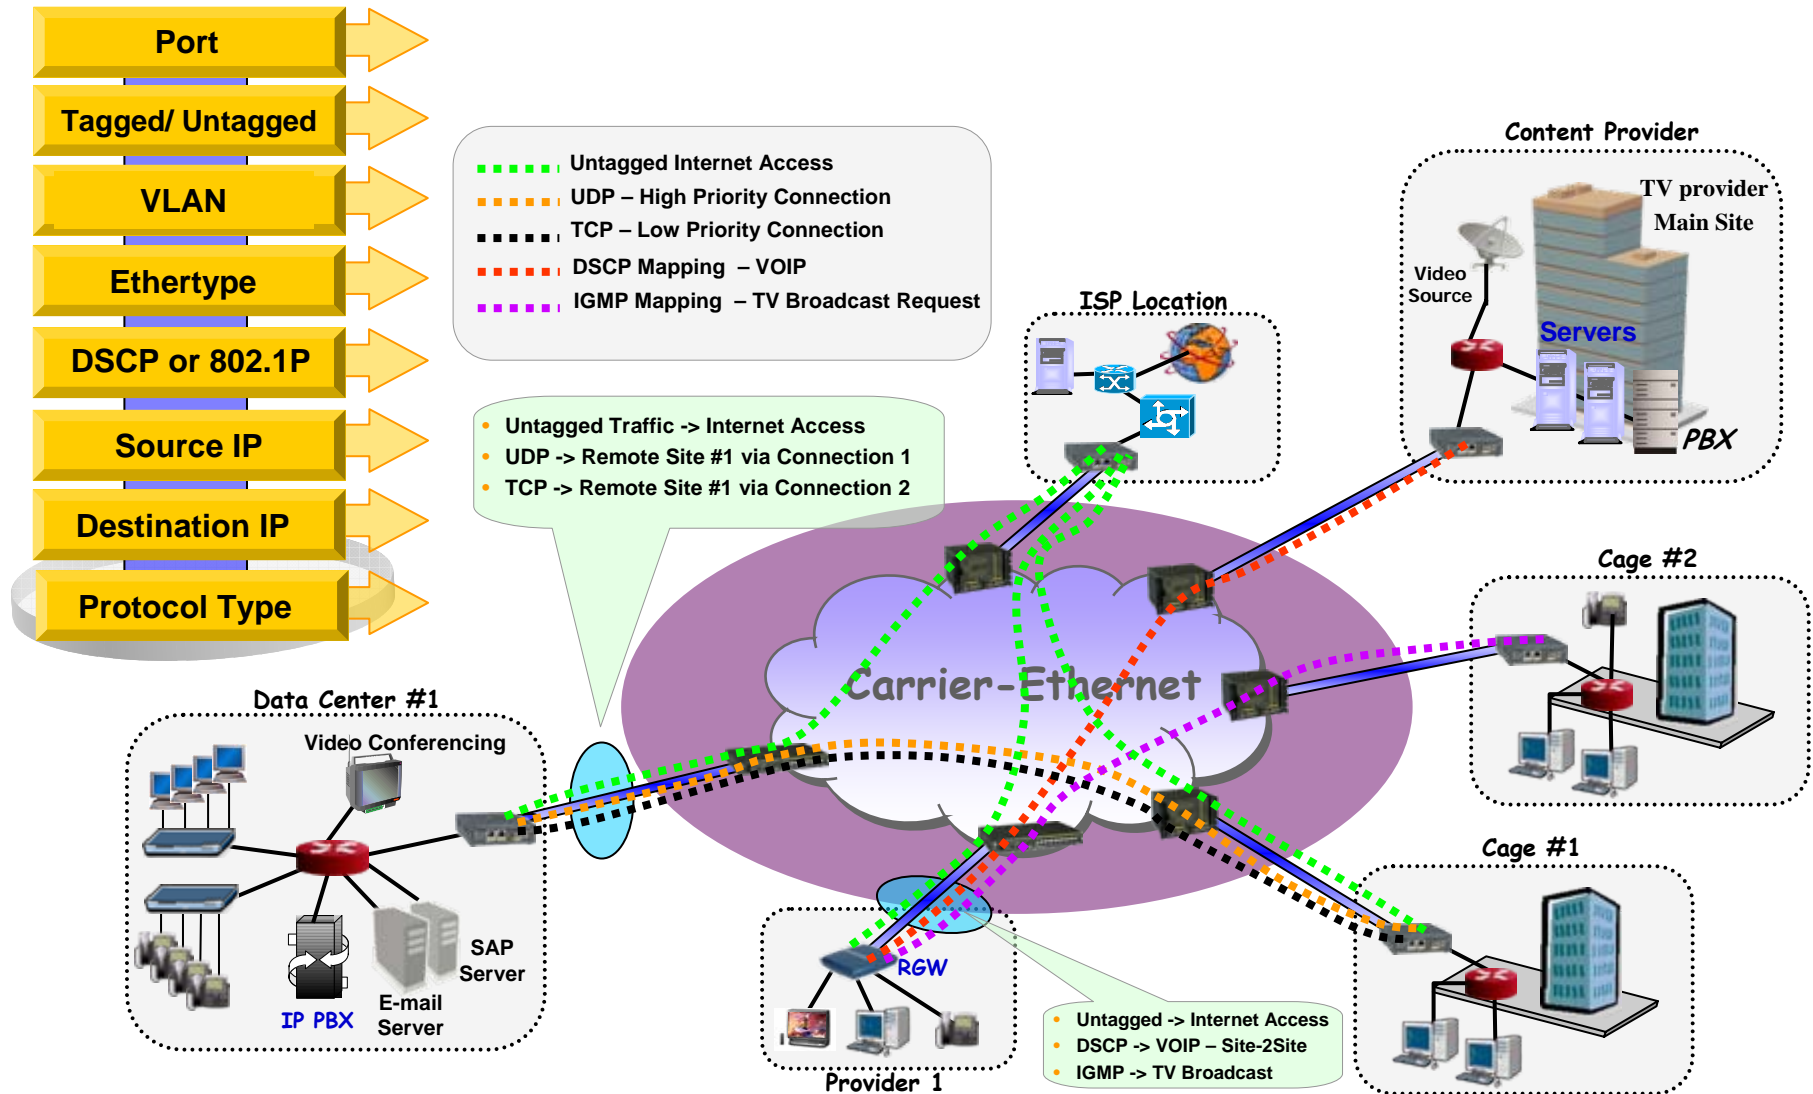 Port
Tagged/ Untagged
VLAN
Ethertype
DSCP or 802.1P
Source IP
Destination IP
Protocol Type
Untagged Internet Access
UDP – High Priority Connection
TCP – Low Priority Connection
DSCP Mapping – VOIP
IGMP Mapping – TV Broadcast Request
• Untagged Traffic -> Internet Access
• UDP -> Remote Site #1 via Connection 1
• TCP -> Remote Site #1 via Connection 2
ISP Location
Content Provider
TV provider
Main Site
Video
Source
Servers
PBX
Cage #2
Carrier-Ethernet
Data Center #1
Video Conferencing
SAP
Server
E-mail
Server
IP PBX
Cage #1
RGW
Provider 1
• Untagged -> Internet Access
• DSCP -> VOIP – Site-2Site
• IGMP -> TV Broadcast